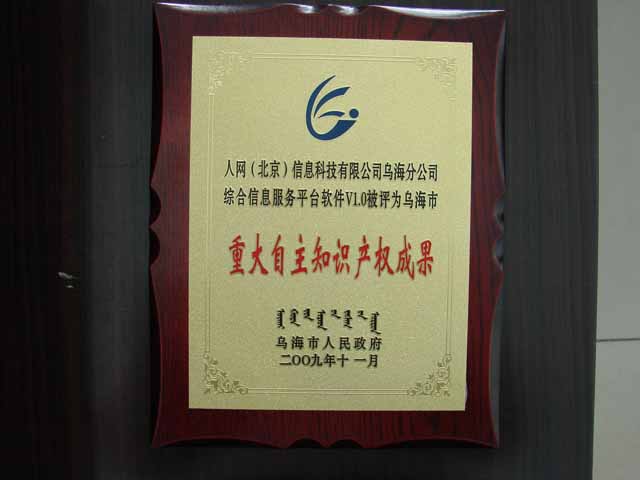 人网（北京）信息科技有限公司乌海分公司
综合信息服务平台软件V1.0被评为乌海市
重大自主知识产权成果
乌海市人民政府
二〇〇九年十一月